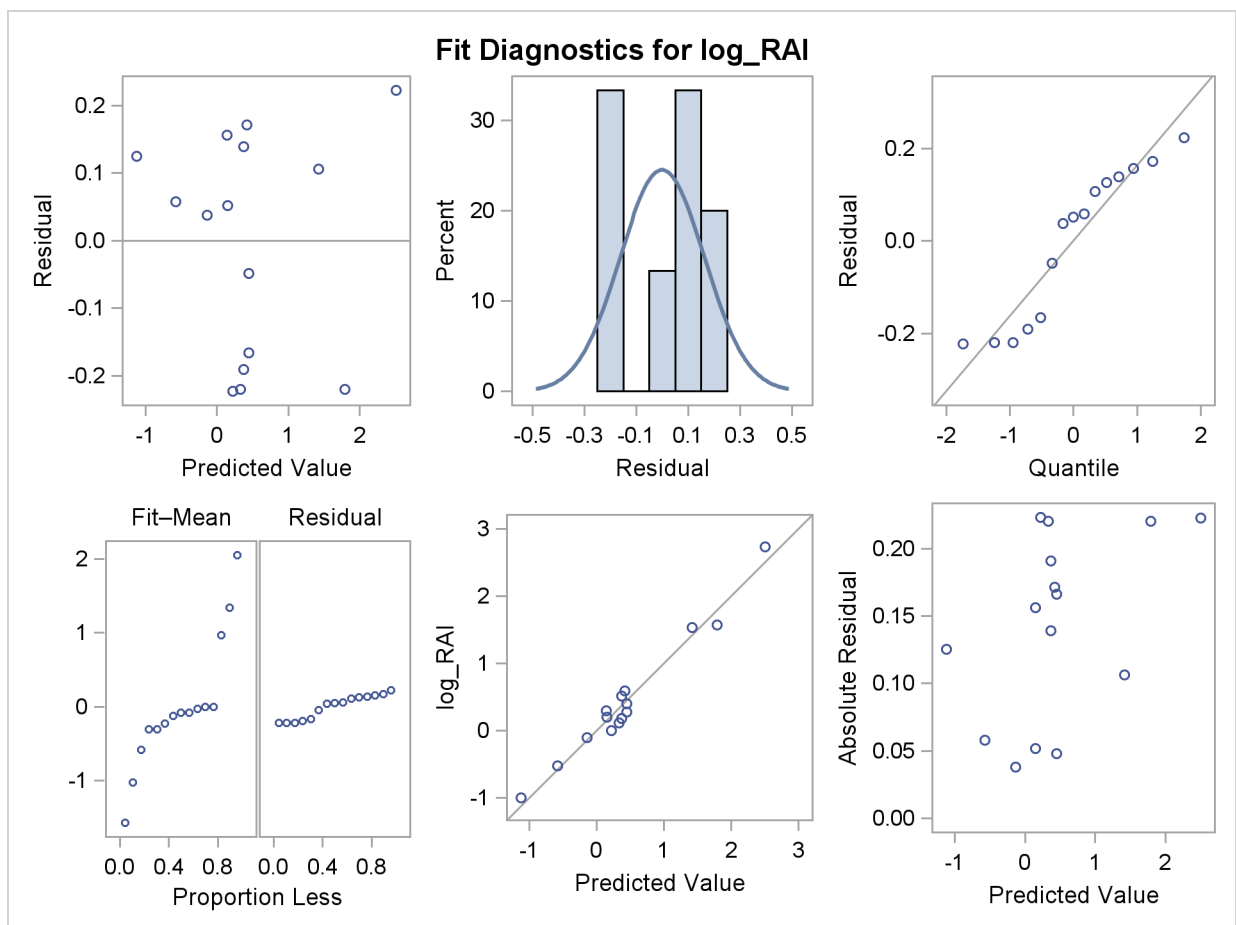 Fit Diagnostics for log_RAI
0.2
0.1
0.0
-0.1
-0.2
Residual
-1 0 1 2
Predicted Value
30
20
10
0
Percent
-0.5 -0.3 -0.1 0.1 0.3 0.5
Residual
0.2
0.0
-0.2
Residual
-2 -1 0 1 2
Quantile
Fit–Mean Residual
2
1
0
-1
0.0 0.4 0.8 0.0 0.4 0.8
Proportion Less
3
2
1
0
-1
log_RAI
-1 0 1 2 3
Predicted Value
0.20
0.15
0.10
0.05
0.00
Absolute Residual
-1 0 1 2
Predicted Value